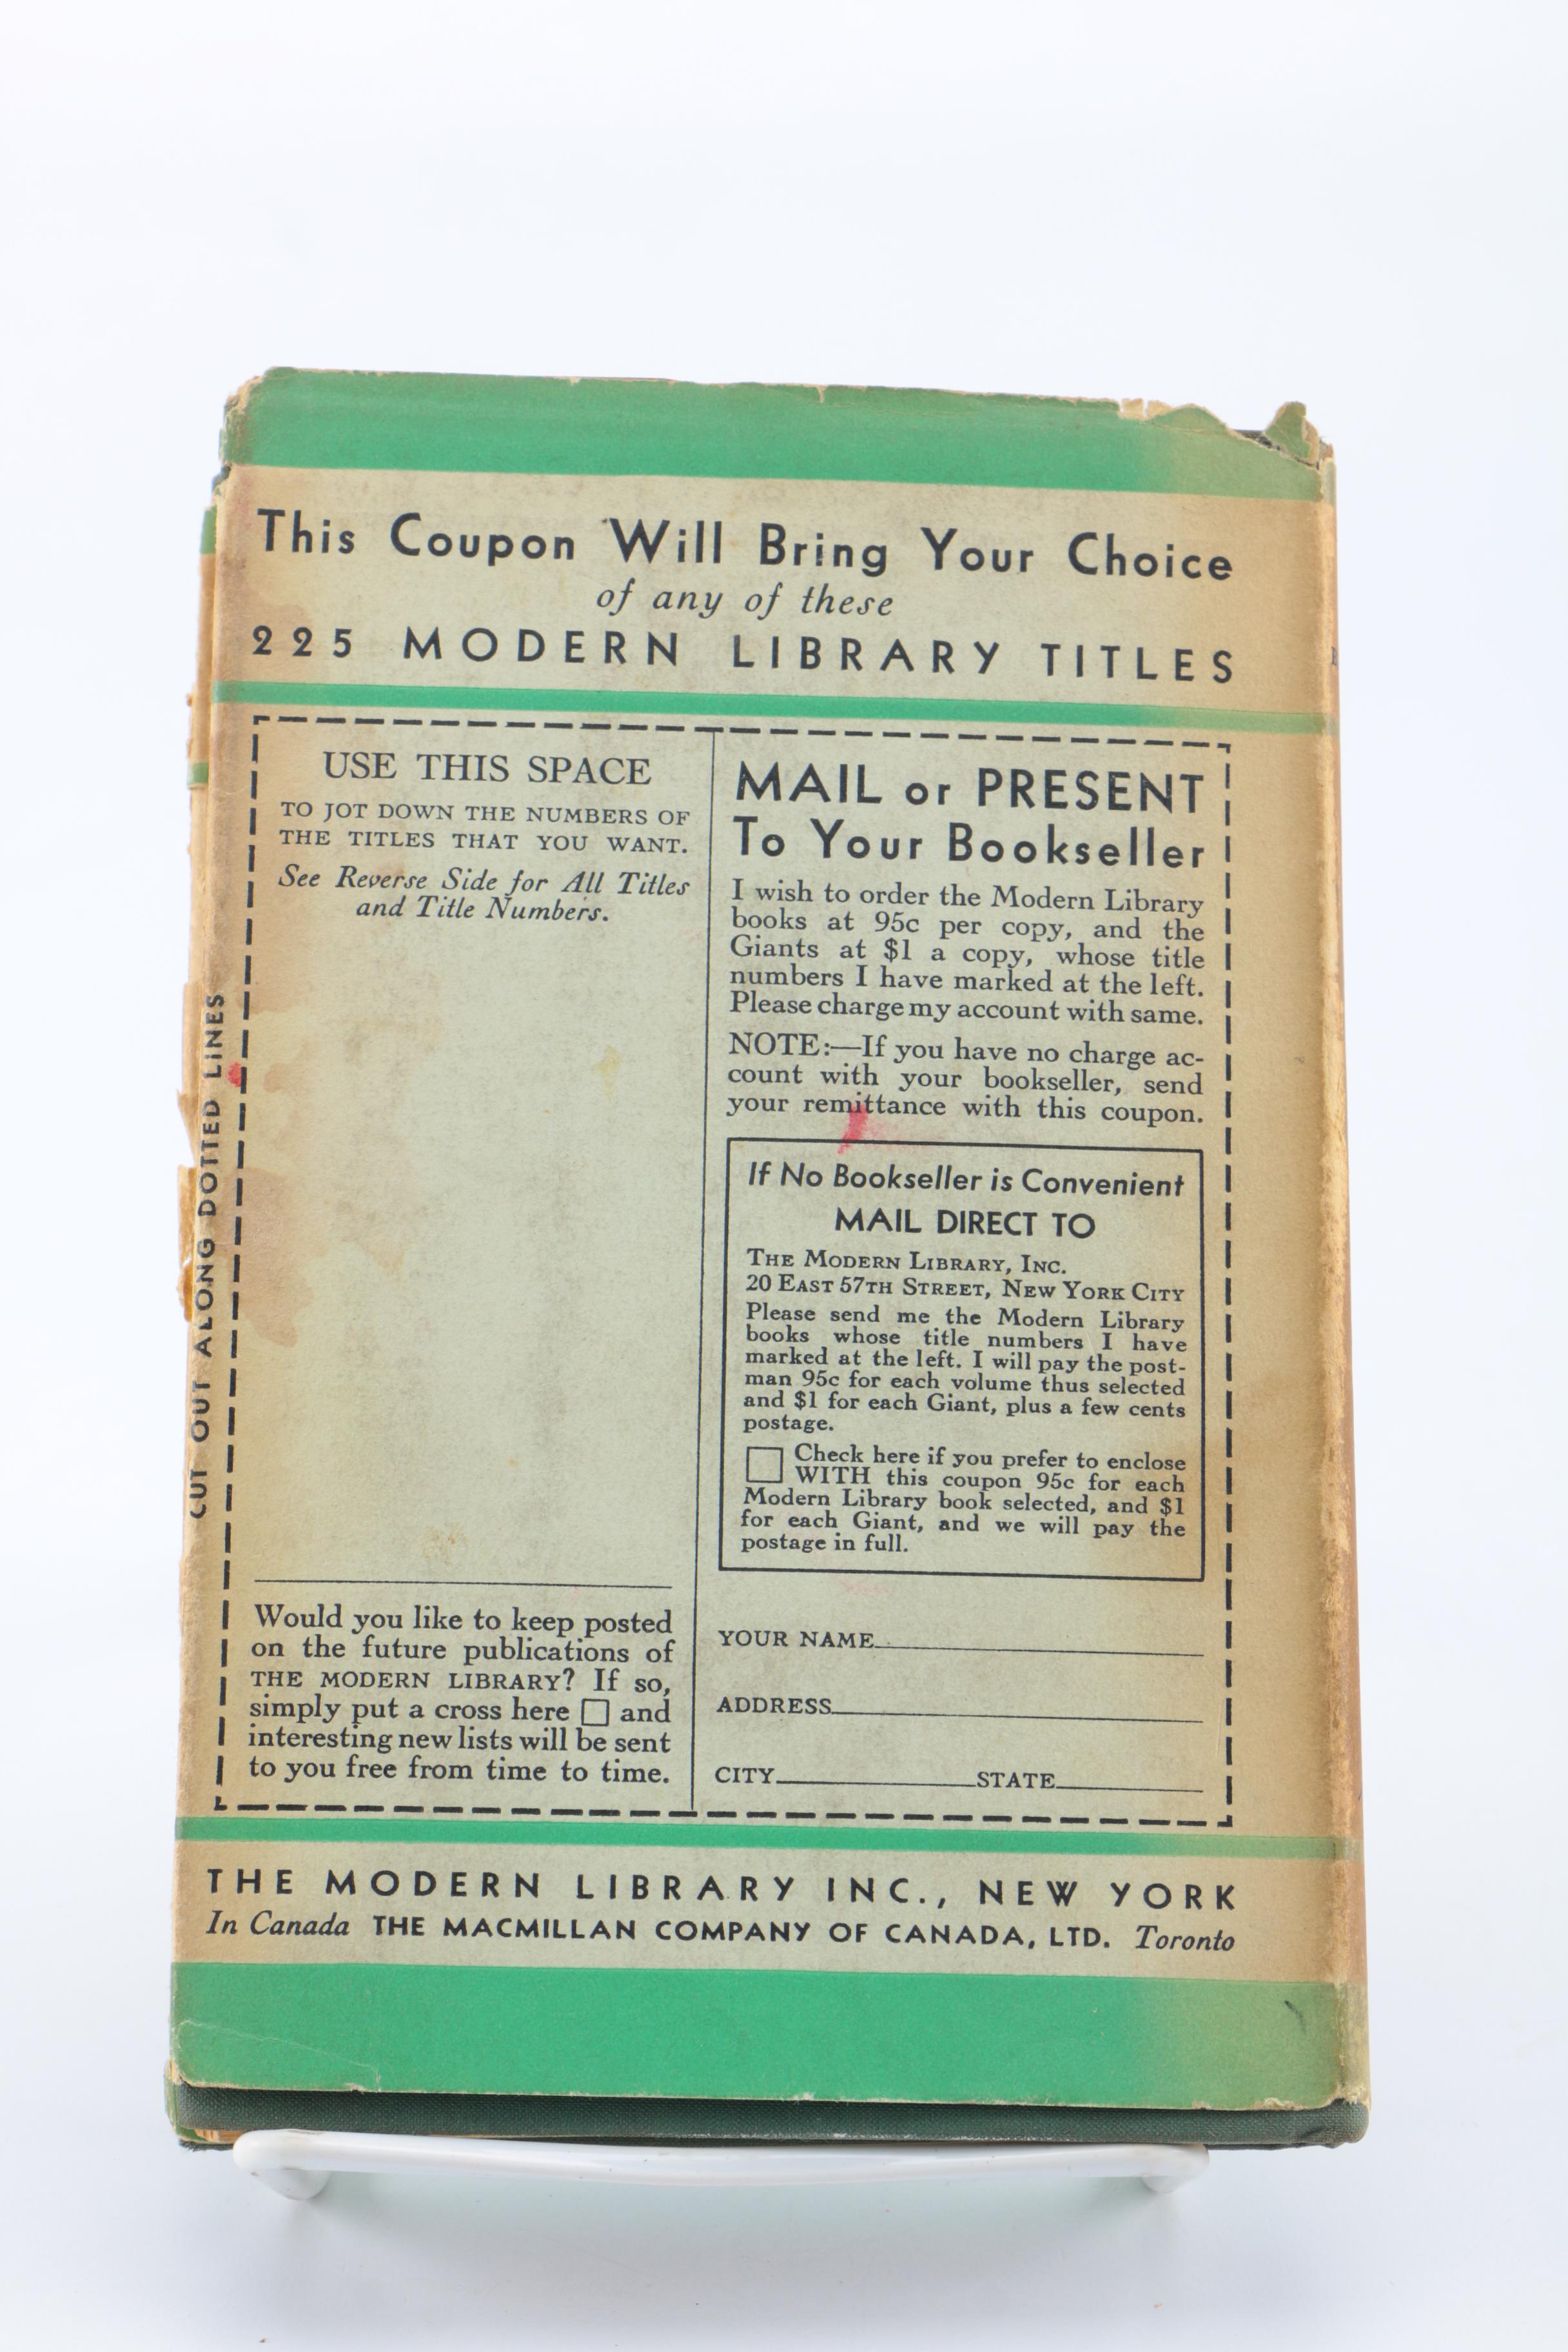 This Coupon Will Bring Your Choice
of any of these
225 MODERN LIBRARY TITLES
CUT OUT ALONG DOTTED LINES
USE THIS SPACE
TO JOT DOWN THE NUMBERS OF
THE TITLES THAT YOU WANT.
See Reverse Side for All Titles
and Title Numbers.
Would you like to keep posted
on the future publications of
THE MODERN LIBRARY? If so,
simply put a cross here and
interesting new lists will be sent
to you free from time to time.
MAIL or PRESENT
To Your Bookseller
I wish to order the Modern Library
books at 95c per copy, and the
Giants at $1 a copy, whose title
numbers I have marked at the left.
Please charge my account with same.
NOTE:—If you have no charge ac-
count with your bookseller, send
your remittance with this coupon.
If No Bookseller is Convenient
MAIL DIRECT TO
THE MODERN LIBRARY, INC.
20 EAST 57TH STREET, NEW YORK CITY
Please send me the Modern Library
books whose title numbers I have
marked at the left. I will pay the post-
man 95c for each volume thus selected
and $1 for each Giant, plus a few cents
postage.
Check here if you prefer to enclose
WITH this coupon 95c for each
Modern Library book selected, and $1
for each Giant, and we will pay the
postage in full.
YOUR NAME
ADDRESS
CITY STATE
THE MODERN LIBRARY INC., NEW YORK
In Canada THE MACMILLAN COMPANY OF CANADA, LTD. Toronto